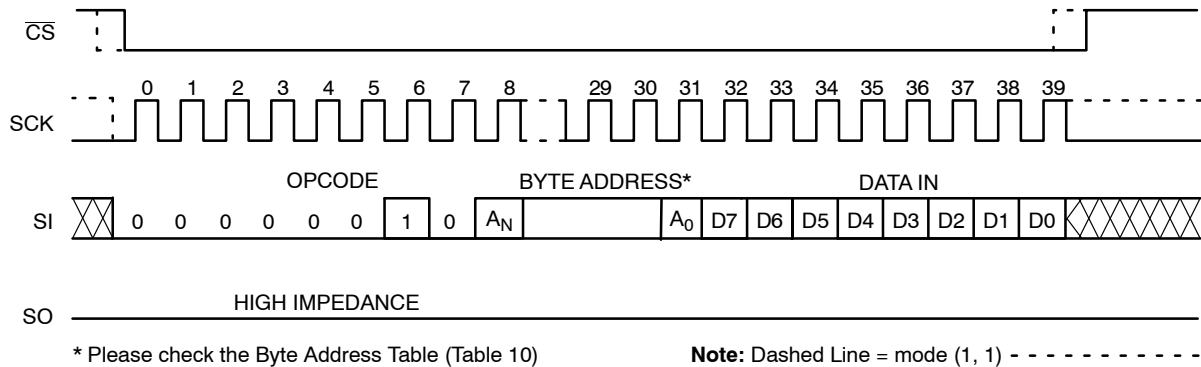 CS
0 1 2 3 4 5 6 7 8 29 30 31 32 33 34 35 36 37 38 39
SCK
OPCODE BYTE ADDRESS* DATA IN
SI 0 0 0 0 0 0 1 0 AN A0 D7 D6 D5 D4 D3 D2 D1 D0
HIGH IMPEDANCE
SO
* Please check the Byte Address Table (Table 10) Note: Dashed Line = mode (1, 1)